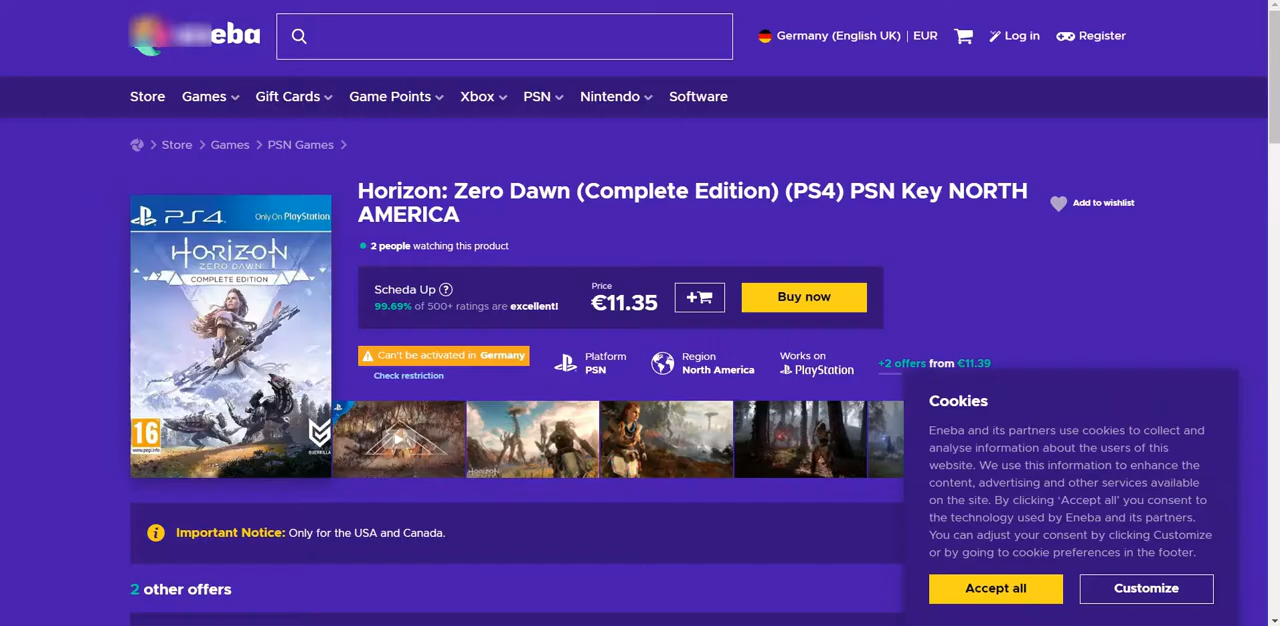 eba
Germany (English UK) | EUR
Log in
Register
Store
Games
Gift Cards
Game Points
Xbox
PSN
Nintendo
Software
Store
Games
PSN Games
PS4
Only On PlayStation
HORIZON
ZERO DAWN
COMPLETE EDITION
16
www.pegi.info
GUERRILLA
Horizon: Zero Dawn (Complete Edition) (PS4) PSN Key NORTH
AMERICA
Add to wishlist
2 people watching this product
Scheda Up ?
99.69% of 500+ ratings are excellent!
Price
€11.35
Buy now
Can't be activated in Germany
Check restriction
Platform
PSN
Region
North America
Works on
PlayStation
+2 offers from €11.39
HORIZON
Important Notice: Only for the USA and Canada.
2 other offers
Cookies
Eneba and its partners use cookies to collect and
analyse information about the users of this
website. We use this information to enhance the
content, advertising and other services available
on the site. By clicking ‘Accept all’ you consent to
the technology used by Eneba and its partners.
You can adjust your consent by clicking Customize
or by going to cookie preferences in the footer.
Accept all
Customize